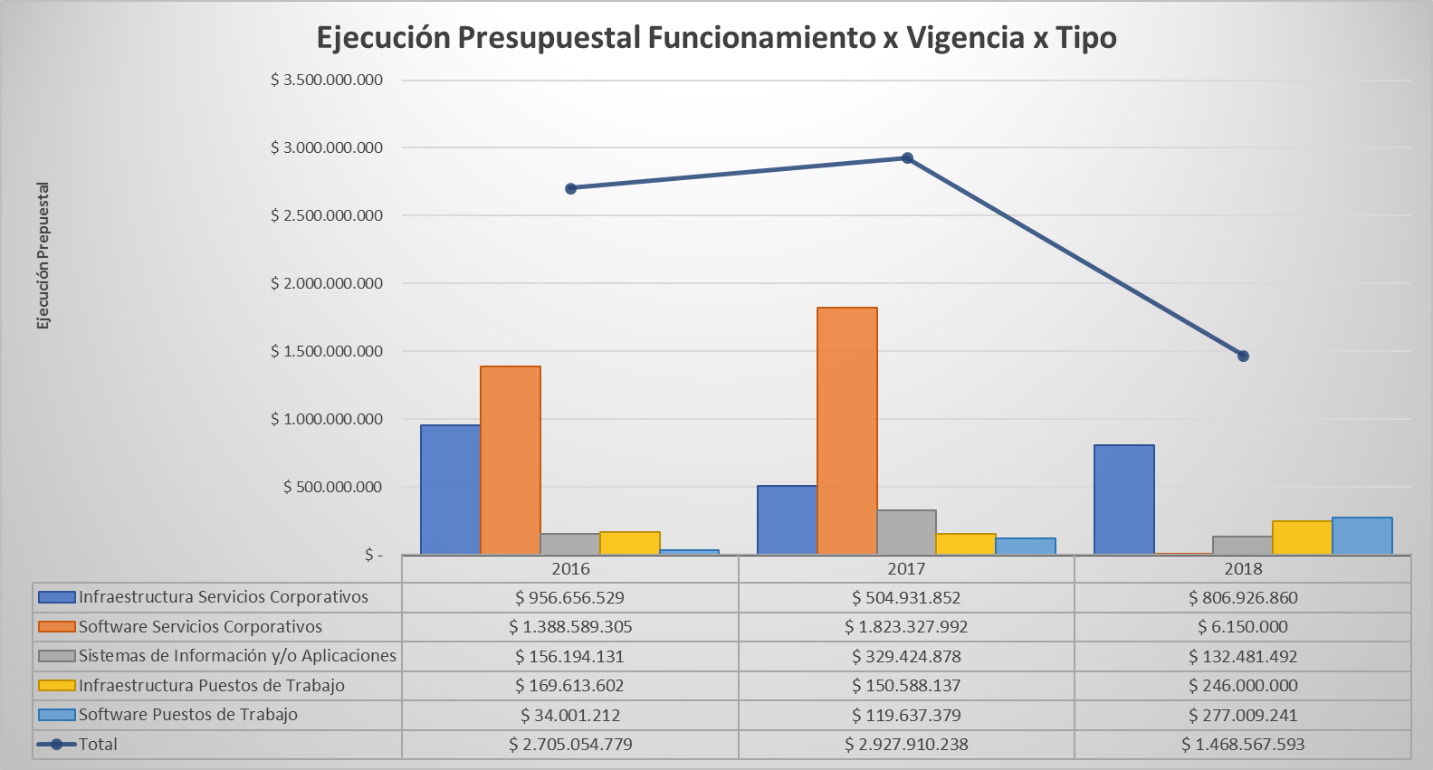 Ejecución Presupuestal Funcionamiento x Vigencia x Tipo
Ejecución Prepuestal
$ 3.500.000.000
$ 3.000.000.000
$ 2.500.000.000
$ 2.000.000.000
$ 1.500.000.000
$ 1.000.000.000
$ 500.000.000
$ -
2016 2017 2018
Infraestructura Servicios Corporativos $ 956.656.529 $ 504.931.852 $ 806.926.860
Software Servicios Corporativos $ 1.388.589.305 $ 1.823.327.992 $ 6.150.000
Sistemas de Información y/o Aplicaciones $ 156.194.131 $ 329.424.878 $ 132.481.492
Infraestructura Puestos de Trabajo $ 169.613.602 $ 150.588.137 $ 246.000.000
Software Puestos de Trabajo $ 34.001.212 $ 119.637.379 $ 277.009.241
Total $ 2.705.054.779 $ 2.927.910.238 $ 1.468.567.593